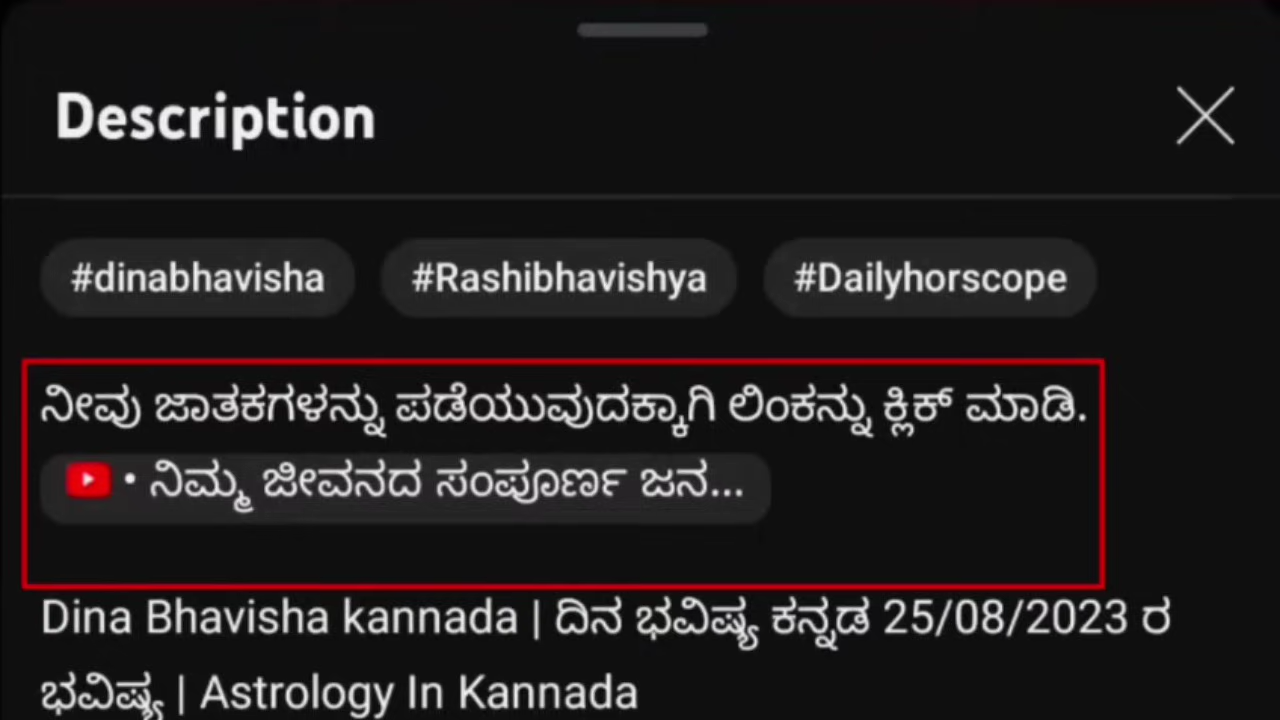 Description
#dinabhavisha #Rashibhavishya #Dailyhorscope
ನೀವು ಜಾತಕಗಳನ್ನು ಪಡೆಯುವುದಕ್ಕಾಗಿ ಲಿಂಕನ್ನು ಕ್ಲಿಕ್ ಮಾಡಿ.
• ನಿಮ್ಮ ಜೀವನದ ಸಂಪೂರ್ಣ ಜನ...
Dina Bhavisha kannada | ದಿನ ಭವಿಷ್ಯ ಕನ್ನಡ 25/08/2023 ರ
ಭವಿಷ್ಯ | Astrology In Kannada